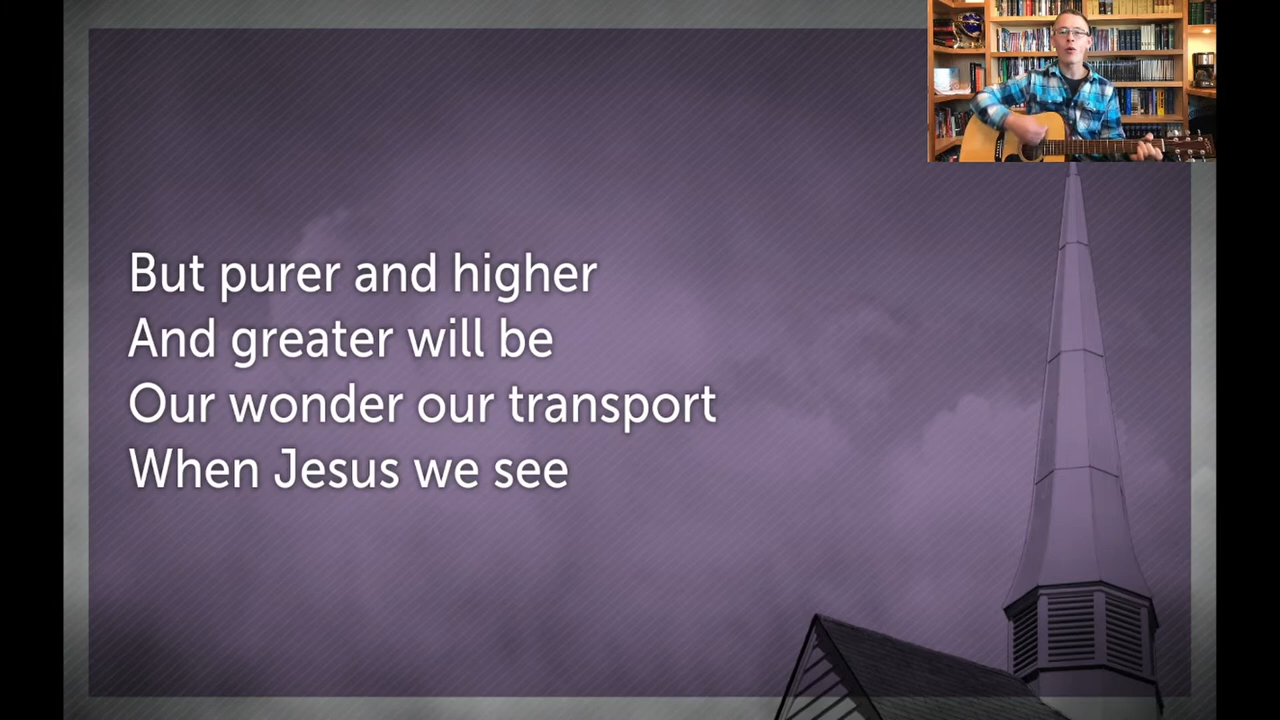 But purer and higher
And greater will be
Our wonder our transport
When Jesus we see